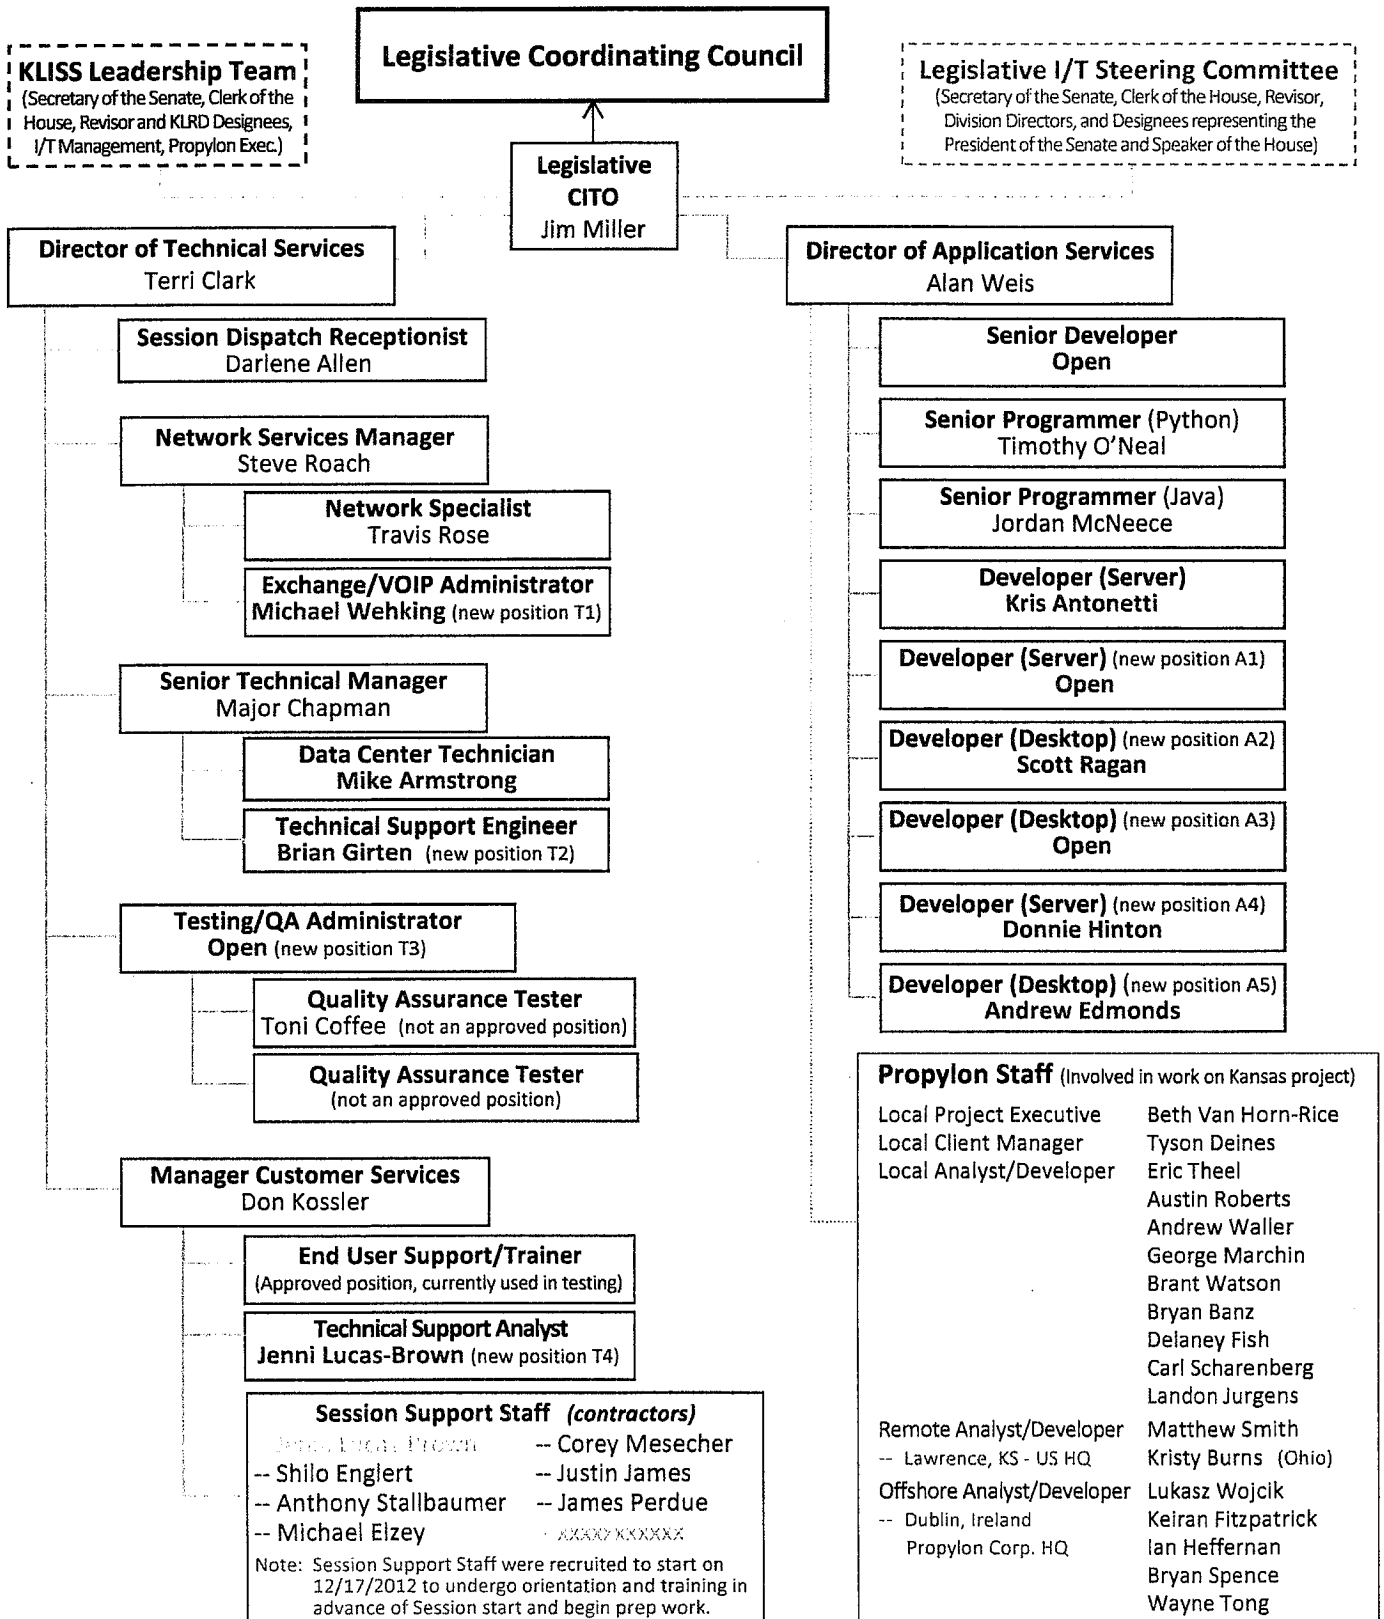 Legislative Coordinating Council
KLISS Leadership Team
(Secretary of the Senate, Clerk of the
House, Revisor and KLRD Designees,
I/T Management, Propylon Exec.)
Legislative I/T Steering Committee
(Secretary of the Senate, Clerk of the House, Revisor,
Division Directors, and Designees representing the
President of the Senate and Speaker of the House)
Legislative
CITO
Jim Miller
Director of Technical Services
Terri Clark
Session Dispatch Receptionist
Darlene Allen
Network Services Manager
Steve Roach
Network Specialist
Travis Rose
Exchange/VOIP Administrator
Michael Wehking (new position T1)
Senior Technical Manager
Major Chapman
Data Center Technician
Mike Armstrong
Technical Support Engineer
Brian Girten (new position T2)
Testing/QA Administrator
Open (new position T3)
Quality Assurance Tester
Toni Coffee (not an approved position)
Quality Assurance Tester
(not an approved position)
Manager Customer Services
Don Kossler
End User Support/Trainer
(Approved position, currently used in testing)
Technical Support Analyst
Jenni Lucas-Brown (new position T4)
Session Support Staff (contractors)
-- Corey Mesecher
-- Shilo Englert
-- Justin James
-- Anthony Stallbaumer
-- James Perdue
-- Michael Elzey
Note: Session Support Staff were recruited to start on
12/17/2012 to undergo orientation and training in
advance of Session start and begin prep work.
Director of Application Services
Alan Weis
Senior Developer
Open
Senior Programmer (Python)
Timothy O'Neal
Senior Programmer (Java)
Jordan McNeece
Developer (Server)
Kris Antonetti
Developer (Server) (new position A1)
Open
Developer (Desktop) (new position A2)
Scott Ragan
Developer (Desktop) (new position A3)
Open
Developer (Server) (new position A4)
Donnie Hinton
Developer (Desktop) (new position A5)
Andrew Edmonds
Propylon Staff (Involved in work on Kansas project)
Local Project Executive Beth Van Horn-Rice
Local Client Manager Tyson Deines
Local Analyst/Developer Eric Theel
Austin Roberts
Andrew Waller
George Marchin
Brant Watson
Bryan Banz
Delaney Fish
Carl Scharenberg
Landon Jurgens
Remote Analyst/Developer Matthew Smith
-- Lawrence, KS - US HQ Kristy Burns (Ohio)
Offshore Analyst/Developer Lukasz Wojcik
-- Dublin, Ireland Keiran Fitzpatrick
Propylon Corp. HQ Ian Heffernan
Bryan Spence
Wayne Tong